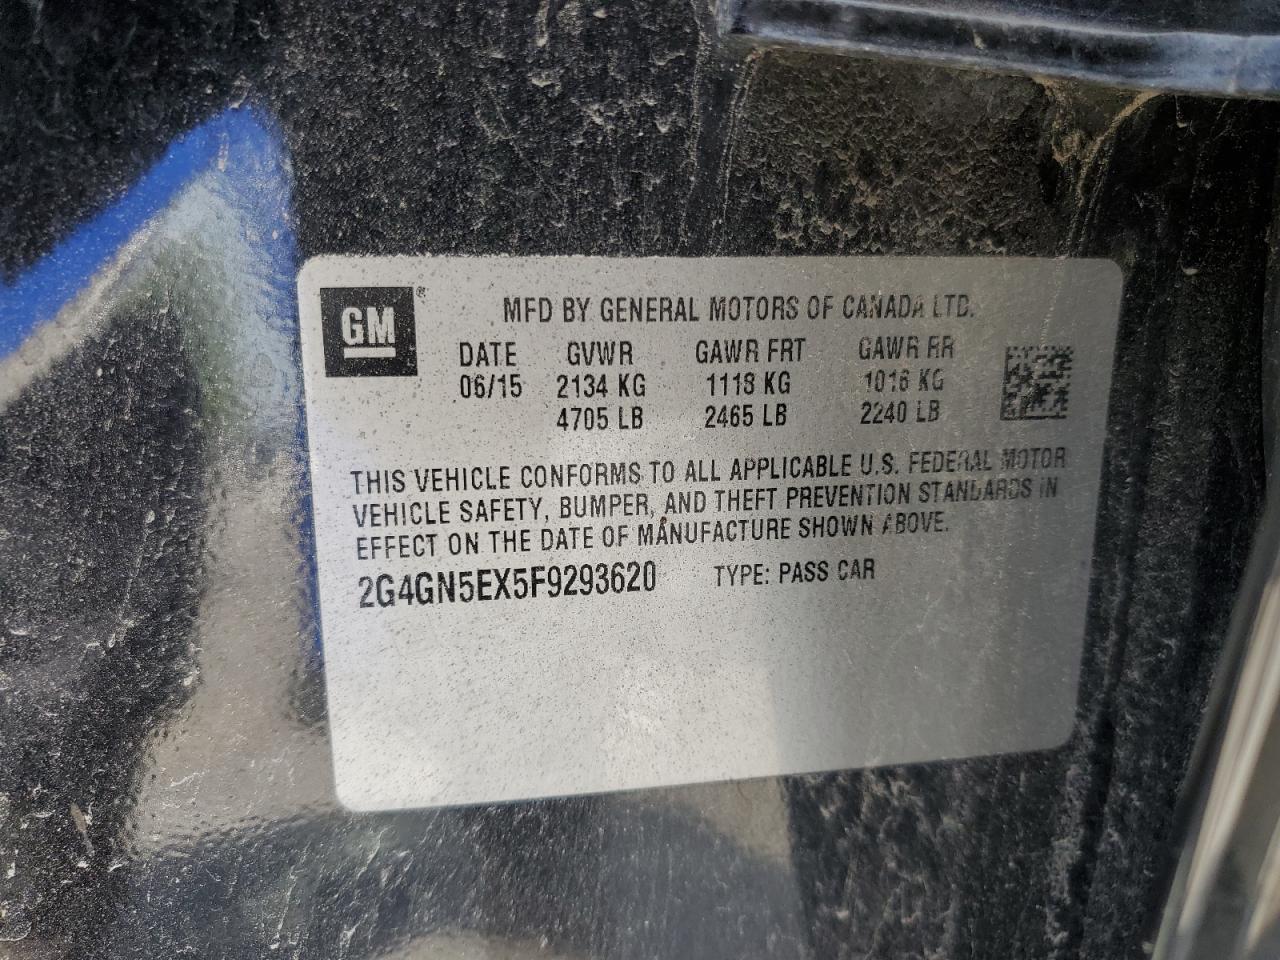 GM®
MFD BY GENERAL MOTORS OF CANADA LTD.
DATE GVWR GAWR FRT GAWR RR
06/15 2134 KG 1118 KG 1016 KG
4705 LB 2465 LB 2240 LB
THIS VEHICLE CONFORMS TO ALL APPLICABLE U.S. FEDERAL MOTOR
VEHICLE SAFETY, BUMPER, AND THEFT PREVENTION STANDARDS IN
EFFECT ON THE DATE OF MANUFACTURE SHOWN ABOVE.
2G4GN5EX5F9293620 TYPE: PASS CAR